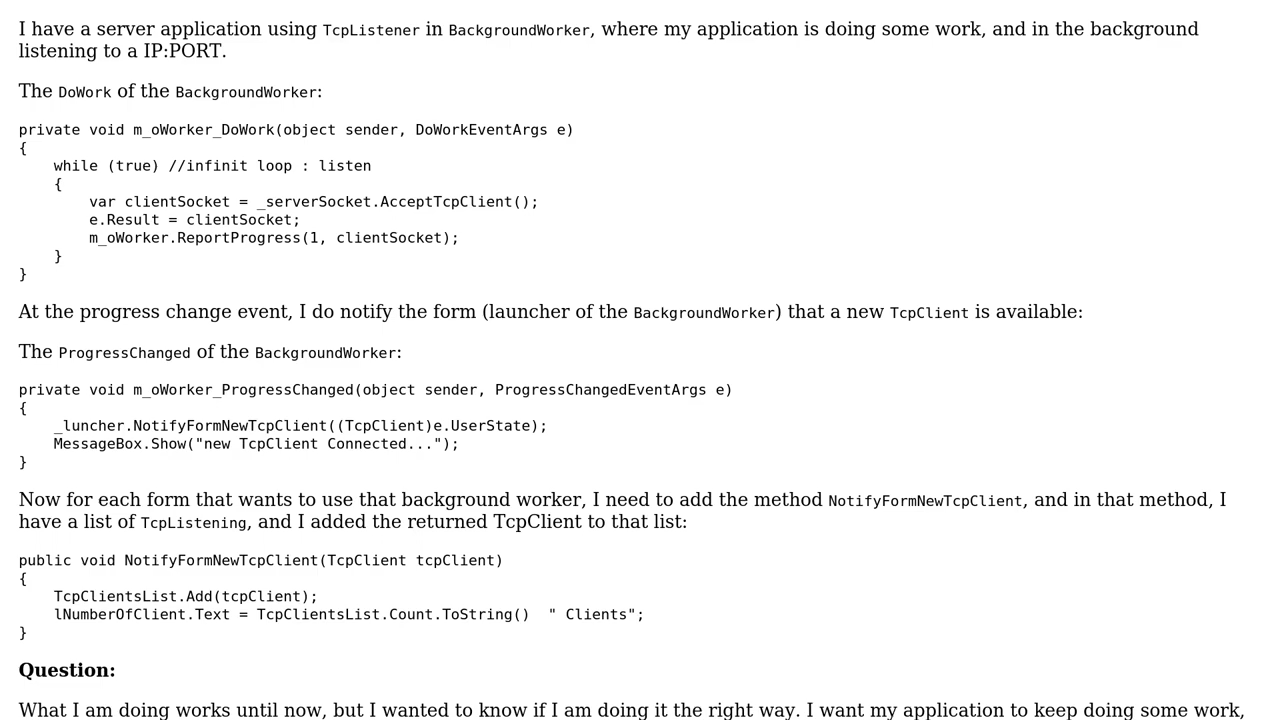 I have a server application using TcpListener in BackgroundWorker, where my application is doing some work, and in the background
listening to a IP:PORT.
The DoWork of the BackgroundWorker:
private void m_oWorker_DoWork(object sender, DoWorkEventArgs e)
{
    while (true) //infinit loop : listen
    {
        var clientSocket = _serverSocket.AcceptTcpClient();
        e.Result = clientSocket;
        m_oWorker.ReportProgress(1, clientSocket);
    }
}
At the progress change event, I do notify the form (launcher of the BackgroundWorker) that a new TcpClient is available:
The ProgressChanged of the BackgroundWorker:
private void m_oWorker_ProgressChanged(object sender, ProgressChangedEventArgs e)
{
    _luncher.NotifyFormNewTcpClient((TcpClient)e.UserState);
    MessageBox.Show("new TcpClient Connected...");
}
Now for each form that wants to use that background worker, I need to add the method NotifyFormNewTcpClient, and in that method, I
have a list of TcpListening, and I added the returned TcpClient to that list:
public void NotifyFormNewTcpClient(TcpClient tcpClient)
{
    TcpClientsList.Add(tcpClient);
    lNumberOfClient.Text = TcpClientsList.Count.ToString()  " Clients";
}
Question:
What I am doing works until now, but I wanted to know if I am doing it the right way. I want my application to keep doing some work,